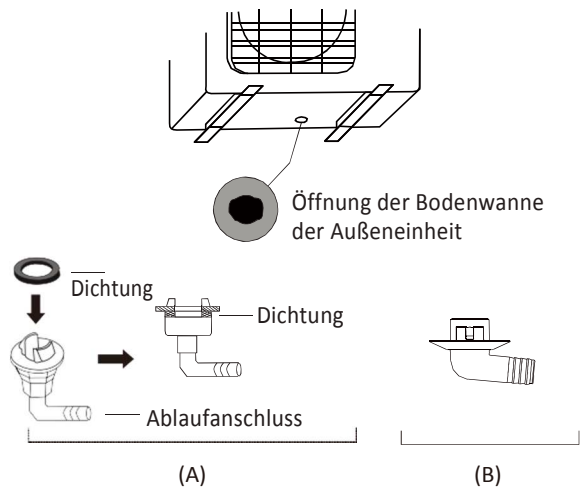 Öffnung der Bodenwanne
der Außeneinheit
Dichtung
Dichtung
Ablaufanschluss
(A)
(B)